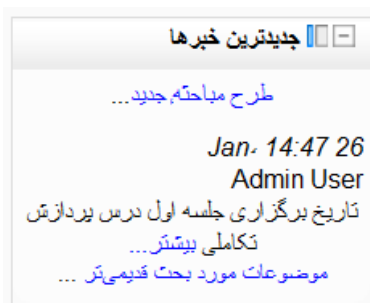 جدیدترین خبرها
طرح مباحثه جدید...
26 Jan، 14:47
Admin User
تاریخ برگزاری جلسه اول درس پردازش
تکاملی بیشتر...
موضوعات مورد بحث قدیمی‌تر ...